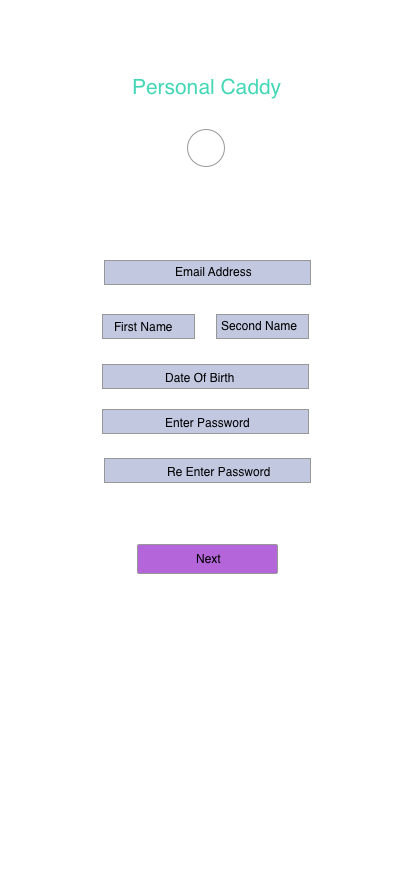 Personal Caddy
Email Address
First Name
Second Name
Date Of Birth
Enter Password
Re Enter Password
Next